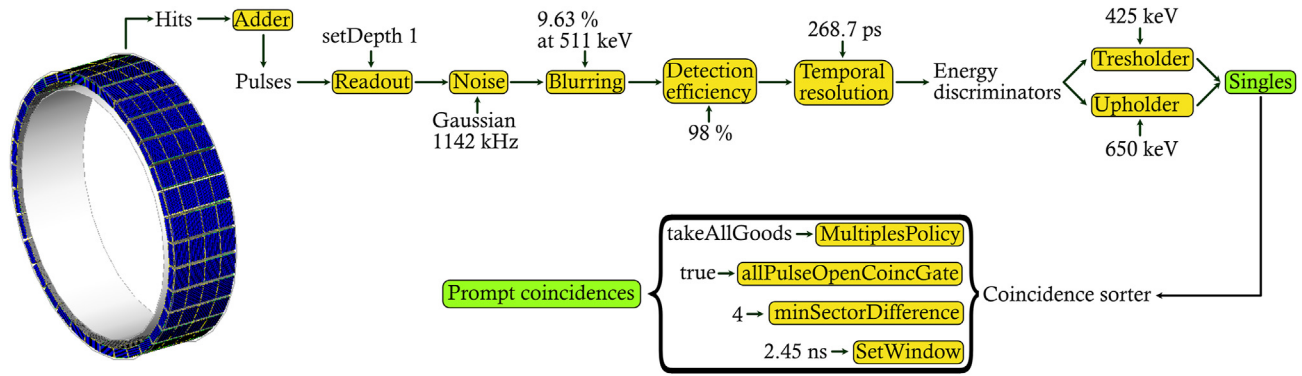 Hits
Adder
Pulses
setDepth 1
Readout
Noise
Gaussian
1142 kHz
9.63 %
at 511 keV
Blurring
Detection
efficiency
98 %
268.7 ps
Temporal
resolution
Energy
discriminators
425 keV
Tresholder
Upholder
650 keV
Singles
Coincidence sorter
takeAllGoods
MultiplesPolicy
true
allPulseOpenCoincGate
4
minSectorDifference
2.45 ns
SetWindow
Prompt coincidences